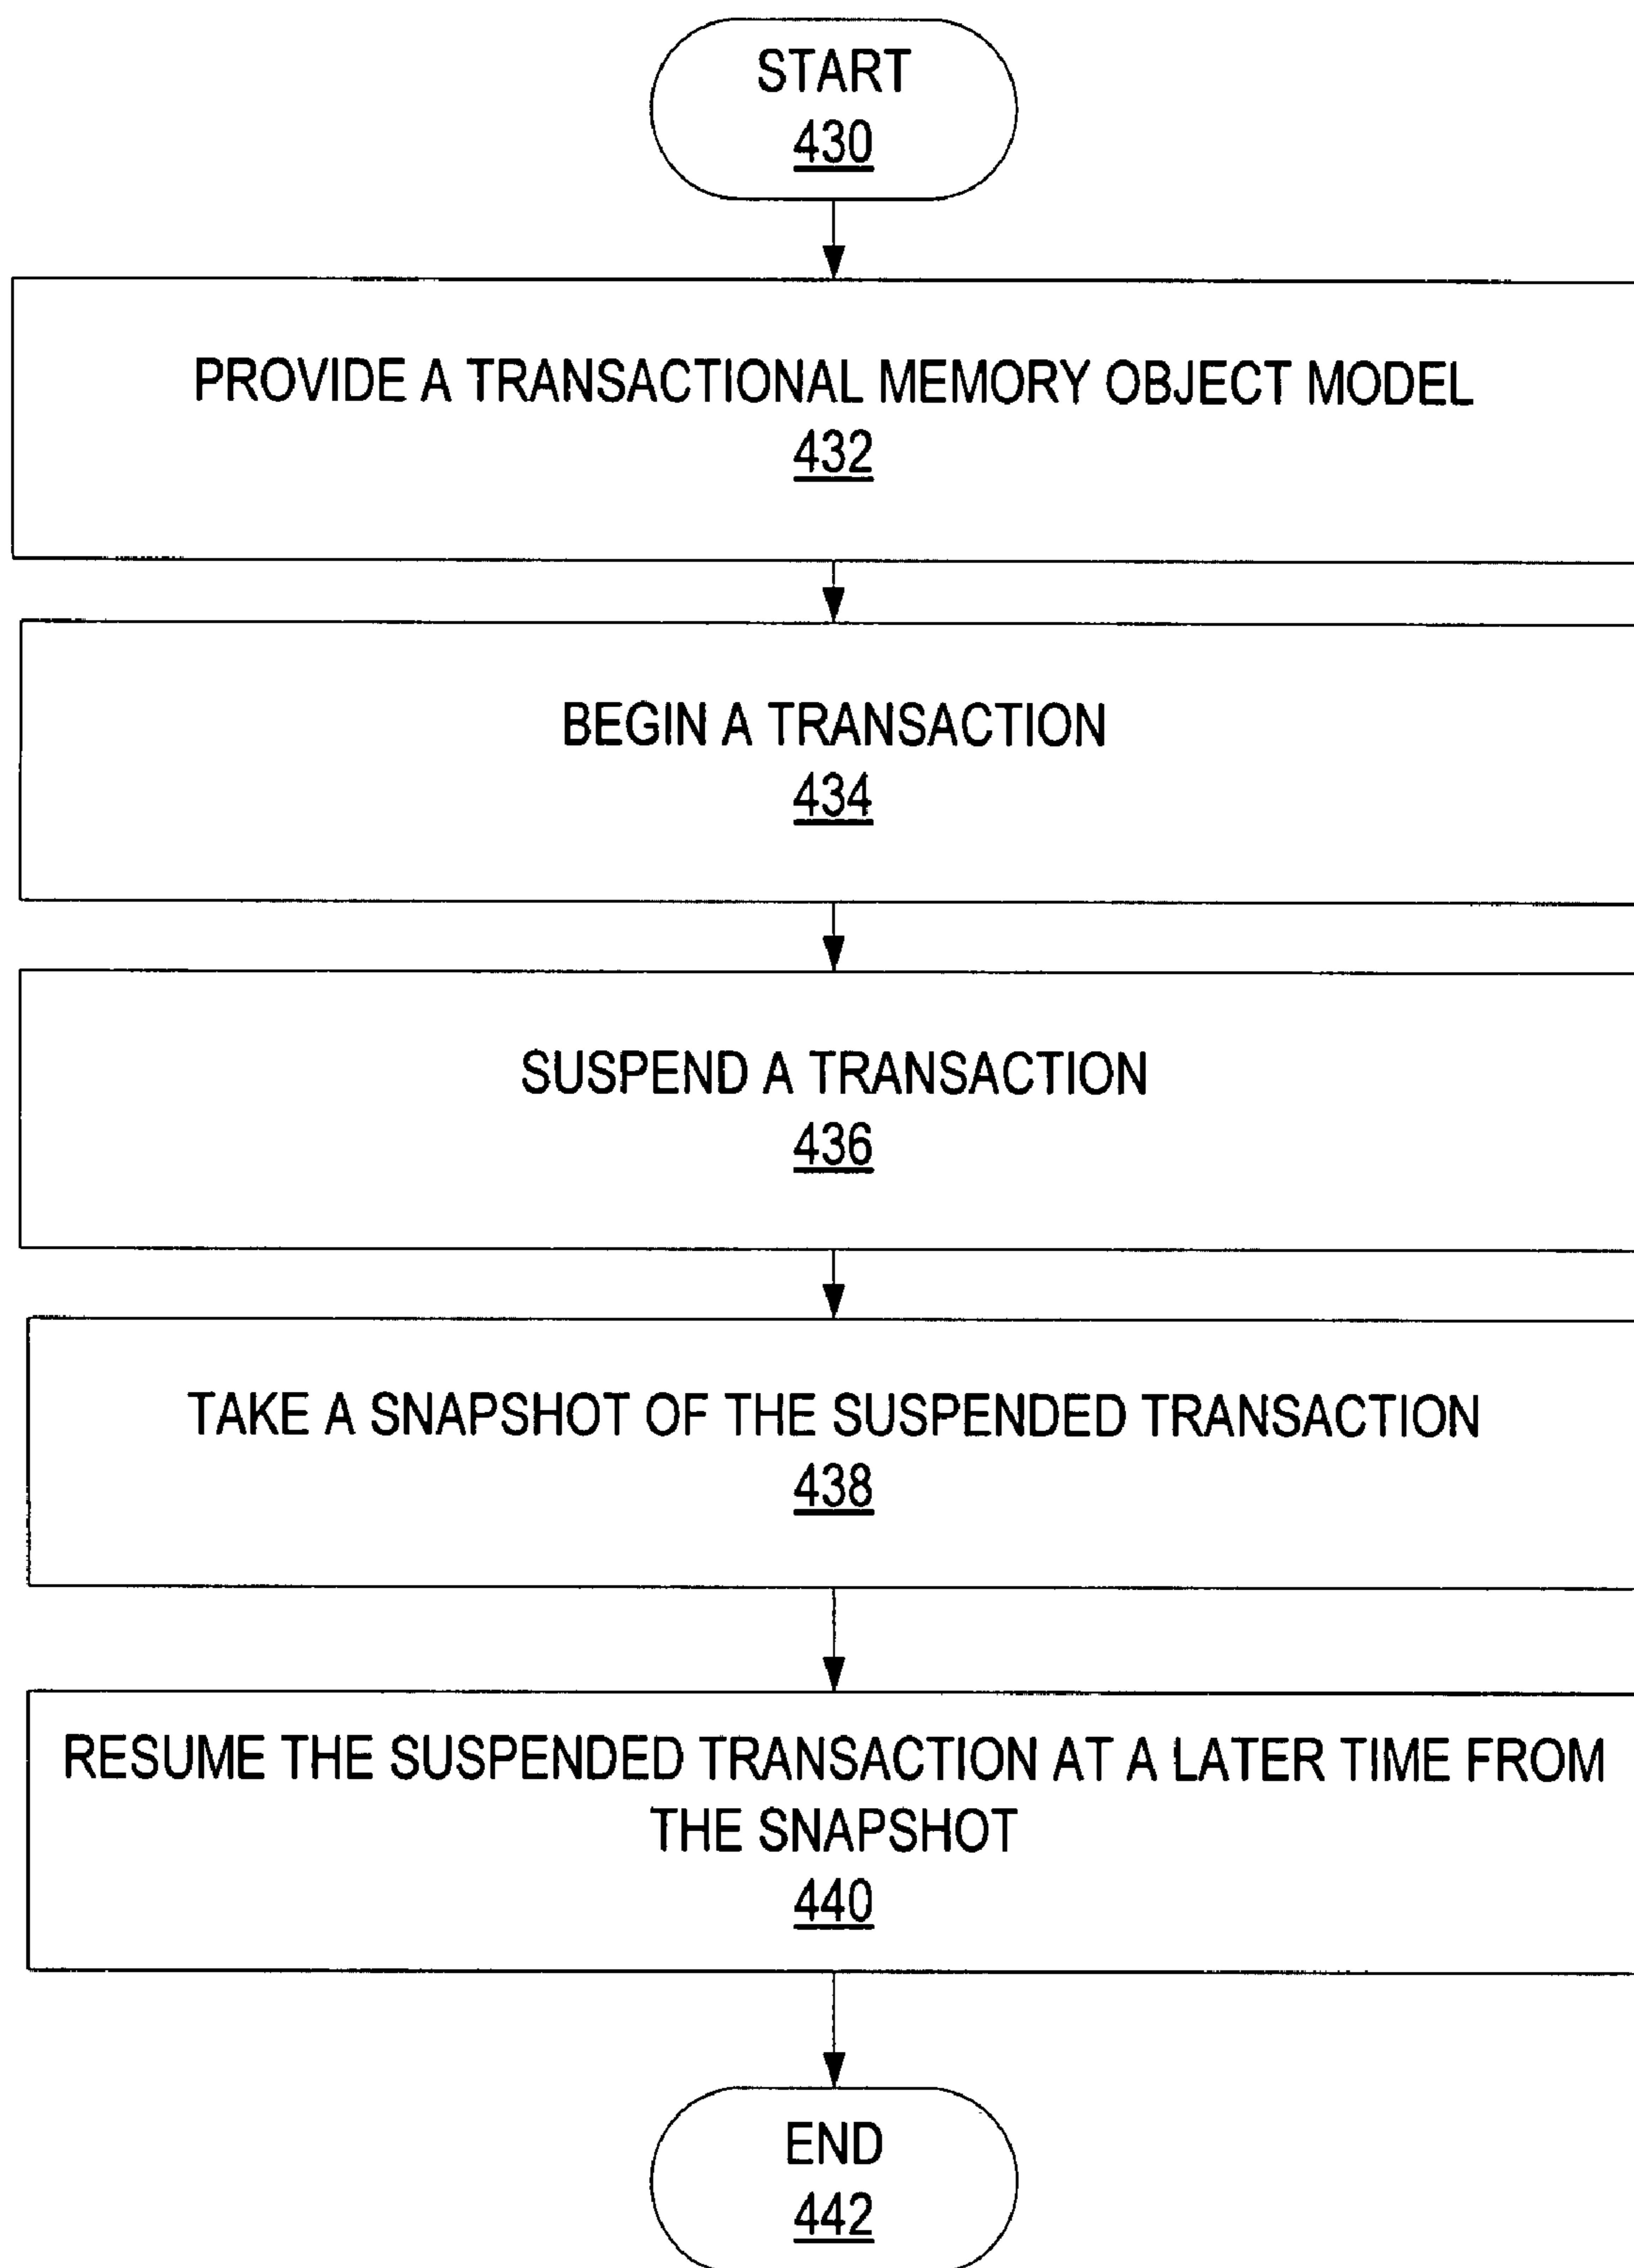 START
430
PROVIDE A TRANSACTIONAL MEMORY OBJECT MODEL
432
BEGIN A TRANSACTION
434
SUSPEND A TRANSACTION
436
TAKE A SNAPSHOT OF THE SUSPENDED TRANSACTION
438
RESUME THE SUSPENDED TRANSACTION AT A LATER TIME FROM
THE SNAPSHOT
440
END
442